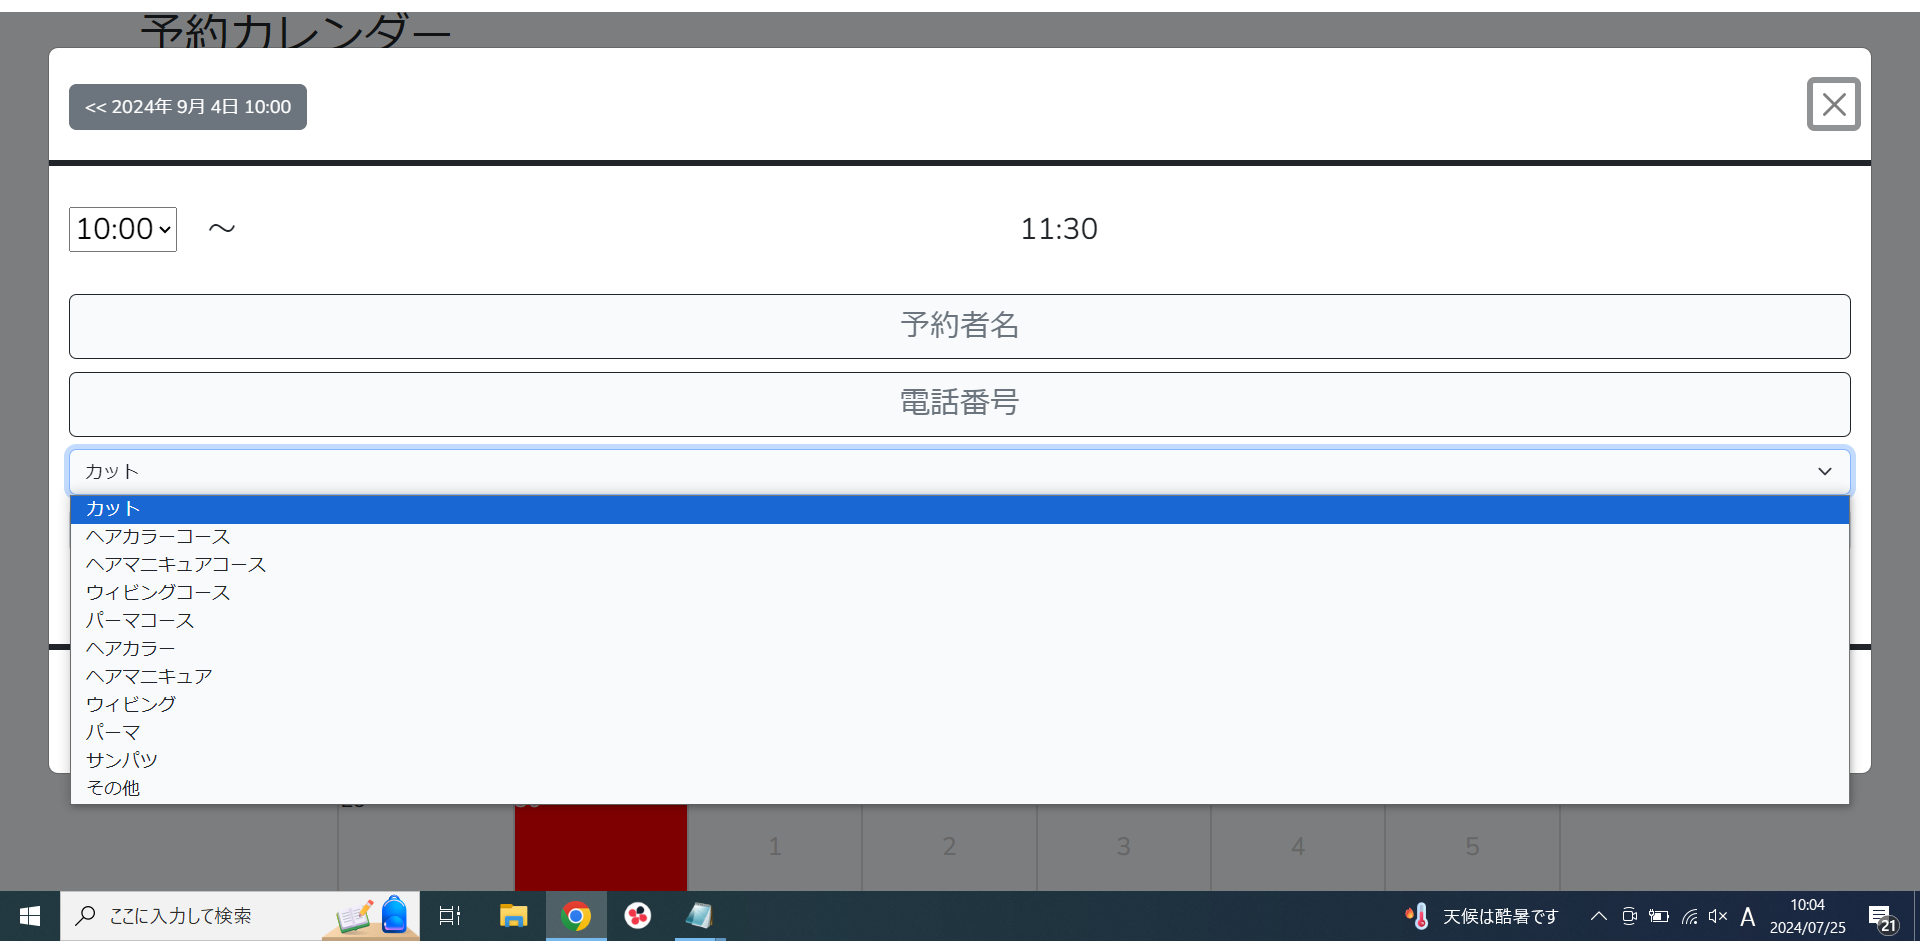 予約カレンダー
<< 2024年 9月 4日 10:00
10:00 ～ 11:30
予約者名
電話番号
カット
カット
ヘアカラーコース
ヘアマニキュアコース
ウィビングコース
パーマコース
ヘアカラー
ヘアマニキュア
ウィビング
パーマ
サンパツ
その他
1 2 3 4 5
ここに入力して検索
天候は酷暑です
A
10:04
2024/07/25
21